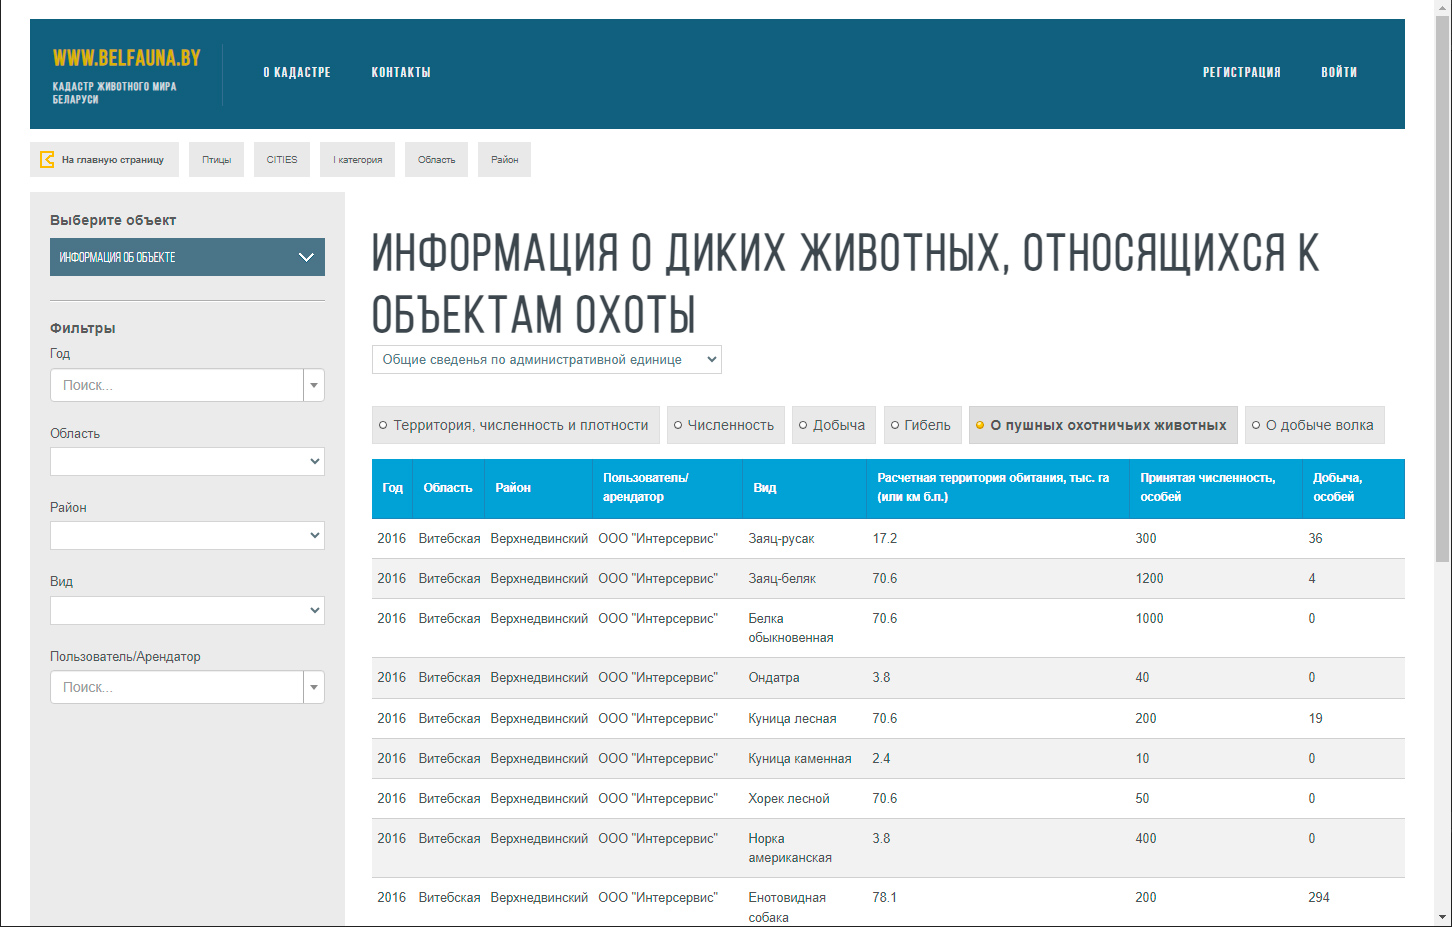 WWW.BELFAUNA.BY
КАДАСТР ЖИВОТНОГО МИРА
БЕЛАРУСИ
О КАДАСТРЕ
КОНТАКТЫ
РЕГИСТРАЦИЯ
ВОЙТИ
На главную страницу
Птицы
CITIES
I категория
Область
Район
Выберите объект
ИНФОРМАЦИЯ ОБ ОБЪЕКТЕ
Фильтры
Год
Поиск...
Область
Район
Вид
Пользователь/Арендатор
Поиск...
ИНФОРМАЦИЯ О ДИКИХ ЖИВОТНЫХ, ОТНОСЯЩИХСЯ К
ОБЪЕКТАМ ОХОТЫ
Общие сведенья по административной единице
Территория, численность и плотности
Численность
Добыча
Гибель
О пушных охотничьих животных
О добыче волка
Год Область Район Пользователь/ арендатор Вид Расчетная территория обитания, тыс. га (или км б.п.) Принятая численность, особей Добыча, особей
2016 Витебская Верхнедвинский ООО "Интерсервис" Заяц-русак 17.2 300 36
2016 Витебская Верхнедвинский ООО "Интерсервис" Заяц-беляк 70.6 1200 4
2016 Витебская Верхнедвинский ООО "Интерсервис" Белка обыкновенная 70.6 1000 0
2016 Витебская Верхнедвинский ООО "Интерсервис" Ондатра 3.8 40 0
2016 Витебская Верхнедвинский ООО "Интерсервис" Куница лесная 70.6 200 19
2016 Витебская Верхнедвинский ООО "Интерсервис" Куница каменная 2.4 10 0
2016 Витебская Верхнедвинский ООО "Интерсервис" Хорек лесной 70.6 50 0
2016 Витебская Верхнедвинский ООО "Интерсервис" Норка американская 3.8 400 0
2016 Витебская Верхнедвинский ООО "Интерсервис" Енотовидная собака 78.1 200 294